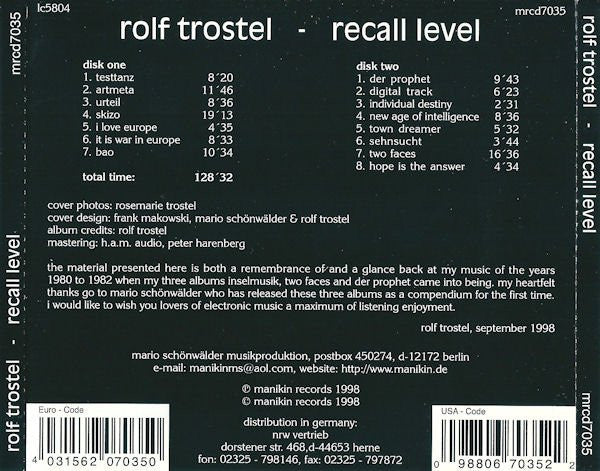 lc5804
mrcd7035
mrcd7035
rolf trostel - recall level
rolf trostel - recall level
disk one
1. testtanz 8´20
2. artmeta 11´46
3. urteil 8´36
4. skizo 19´13
5. i love europe 4´35
6. it is war in europe 8´33
7. bao 10´34
total time: 128´32
disk two
1. der prophet 9´43
2. digital track 6´23
3. individual destiny 2´31
4. new age of intelligence 8´36
5. town dreamer 5´32
6. sehnsucht 3´44
7. two faces 16´36
8. hope is the answer 4´34
cover photos: rosemarie trostel
cover design: frank makowski, mario schönwälder & rolf trostel
album credits: rolf trostel
mastering: h.a.m. audio, peter harenberg
the material presented here is both a remembrance of and a glance back at my music of the years
1980 to 1982 when my three albums inselmusik, two faces and der prophet came into being. my heartfelt
thanks go to mario schönwälder who has released these three albums as a compendium for the first time.
i would like to wish you lovers of electronic music a maximum of listening enjoyment.
rolf trostel, september 1998
mario schönwälder musikproduktion, postbox 450274, d-12172 berlin
e-mail: manikinms@aol.com, website: http://www.manikin.de
℗ manikin records 1998
© manikin records 1998
distribution in germany:
nrw vertrieb
dorstener str. 468,d-44653 herne
fon: 02325 - 798146, fax: 02325 - 797872
Euro - Code
4 031562 070350
USA - Code
0 98806 70352 2
rolf trostel - recall level
mrcd7035